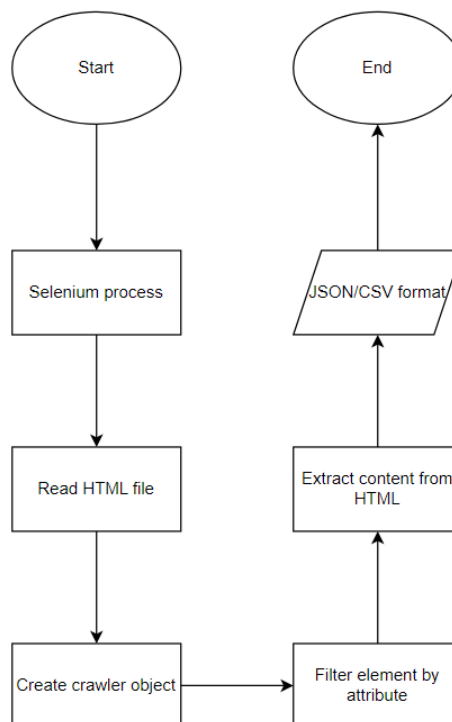 Start
Selenium process
Read HTML file
Create crawler object
Filter element by
attribute
Extract content from
HTML
JSON/CSV format
End